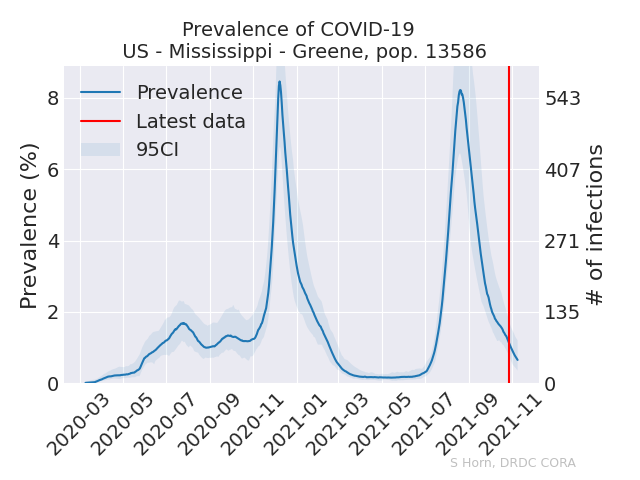 Prevalence of COVID-19
US - Mississippi - Greene, pop. 13586
Prevalence
Latest data
95CI
Prevalence (%)
8
6
4
2
0
# of infections
543
407
271
135
0
2020-03
2020-05
2020-07
2020-09
2020-11
2021-01
2021-03
2021-05
2021-07
2021-09
2021-11
S Horn, DRDC CORA